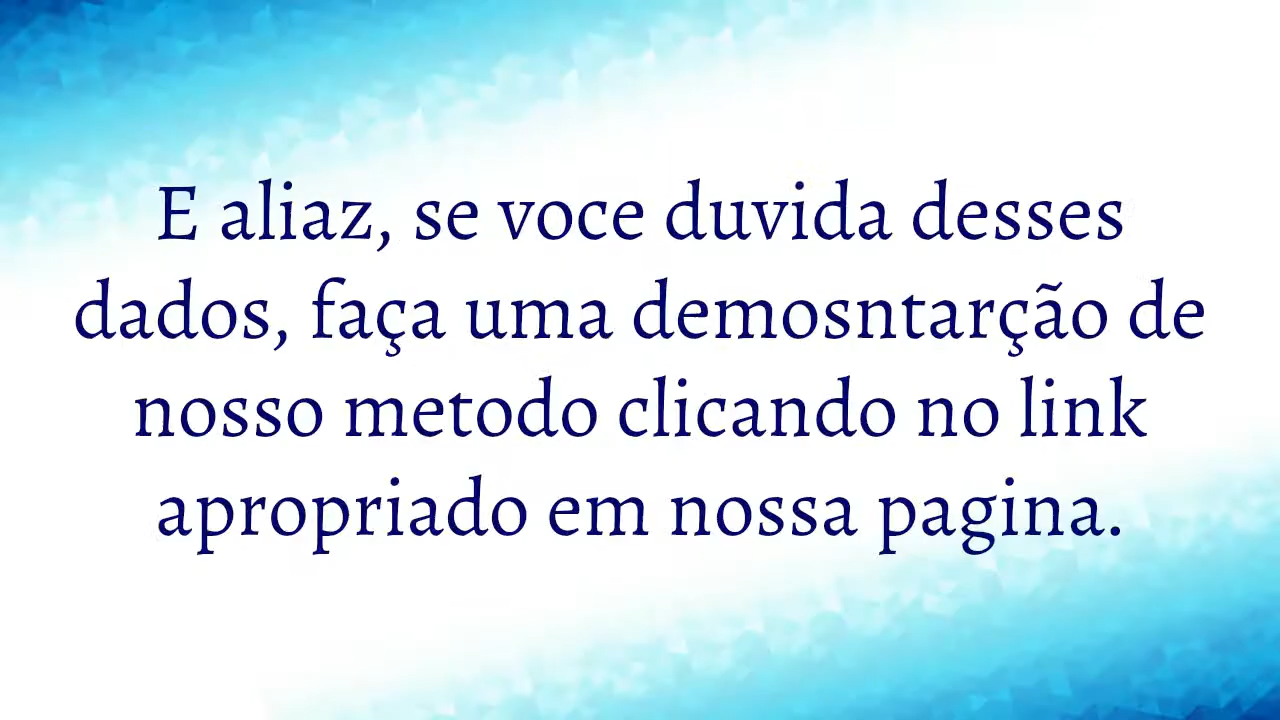 E aliaz, se voce duvida desses
dados, faça uma demosntarção de
nosso metodo clicando no link
apropriado em nossa pagina.